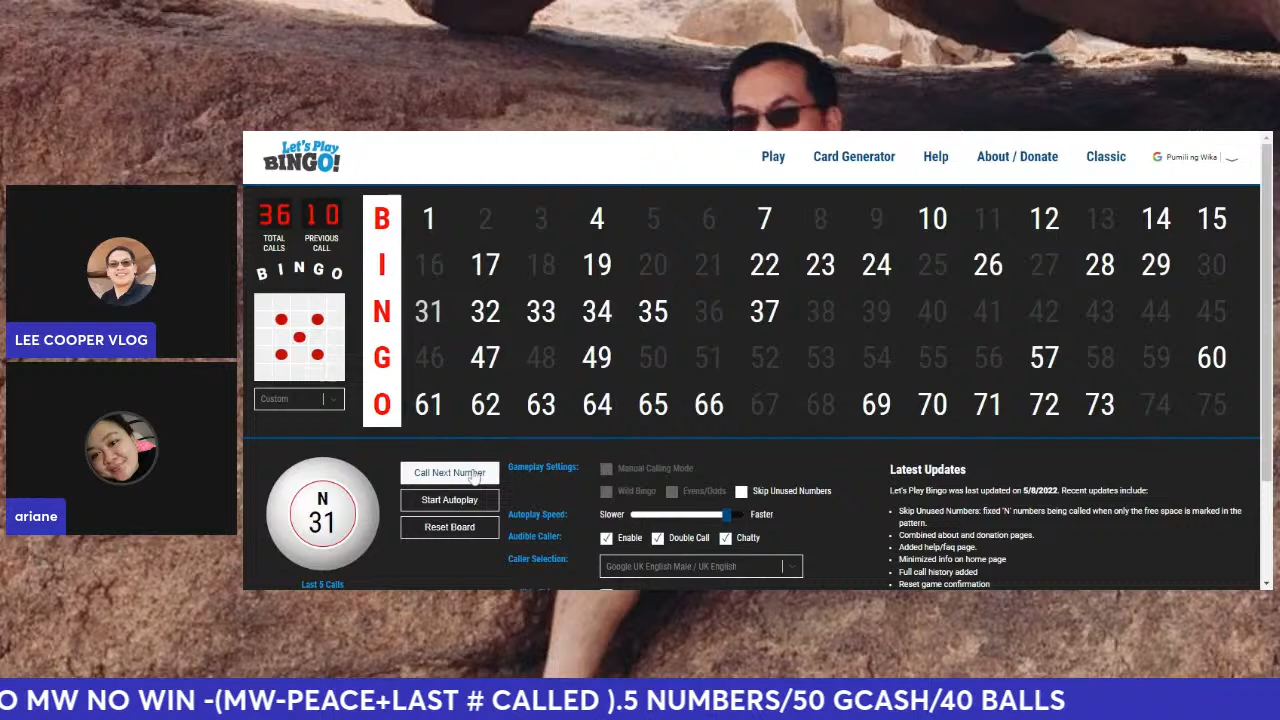 Let's Play
BINGO!
Play Card Generator Help About / Donate Classic G Pumili ng Wika
36 10
TOTAL CALLS PREVIOUS CALL
BINGO
B 1 2 3 4 5 6 7 8 9 10 11 12 13 14 15
I 16 17 18 19 20 21 22 23 24 25 26 27 28 29 30
N 31 32 33 34 35 36 37 38 39 40 41 42 43 44 45
G 46 47 48 49 50 51 52 53 54 55 56 57 58 59 60
O 61 62 63 64 65 66 67 68 69 70 71 72 73 74 75
Custom
LEE COOPER VLOG
ariane
N
31
Last 5 Calls
Call Next Number
Start Autoplay
Reset Board
Gameplay Settings: Manual Calling Mode
Wild Bingo Evens/Odds Skip Unused Numbers
Autoplay Speed: Slower Faster
Audible Caller: Enable Double Call Chatty
Caller Selection: Google UK English Male / UK English
Latest Updates
Let's Play Bingo was last updated on 5/8/2022. Recent updates include:
Skip Unused Numbers: fixed 'N' numbers being called when only the free space is marked in the
pattern.
Combined about and donation pages.
Added help/faq page.
Minimized info on home page
Full call history added
Reset game confirmation
O MW NO WIN -(MW-PEACE+LAST # CALLED ).5 NUMBERS/50 GCASH/40 BALLS